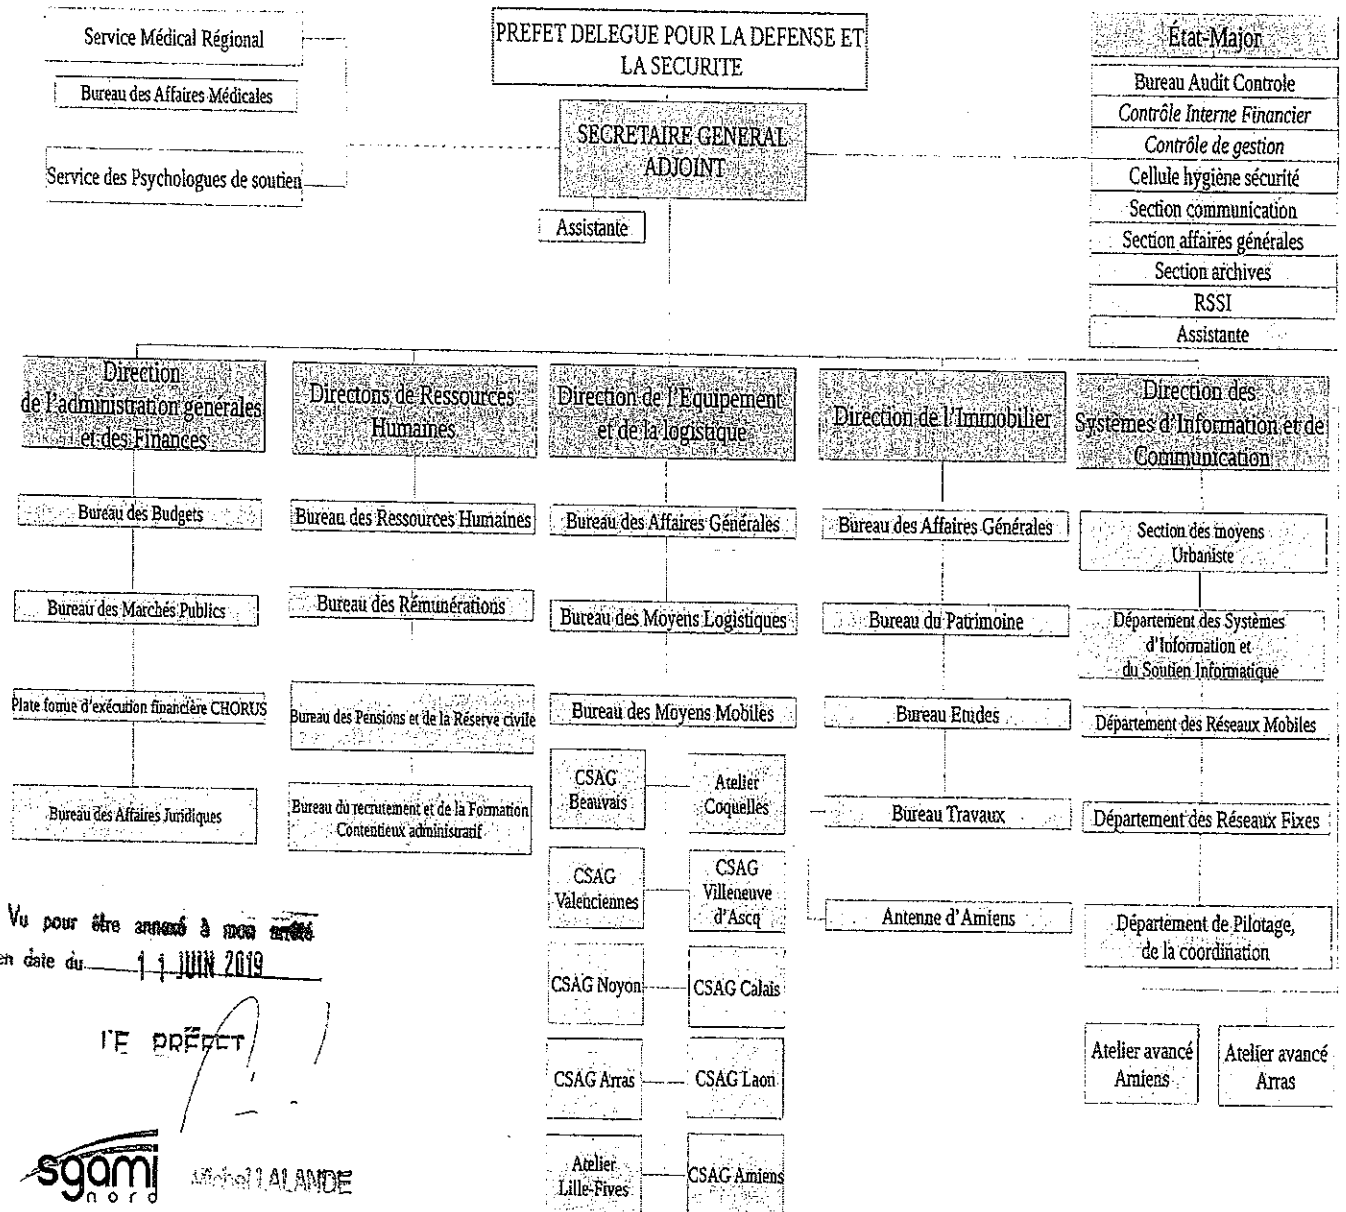 Service Médical Régional
Bureau des Affaires Médicales
Service des Psychologues de soutien
PREFET DELEGUE POUR LA DEFENSE ET
LA SECURITE
SECRETAIRE GENERAL
ADJOINT
Assistante
État-Major
Bureau Audit Controle
Contrôle Interne Financier
Contrôle de gestion
Cellule hygiène sécurité
Section communication
Section affaires générales
Section archives
RSSI
Assistante
Direction
de l'administration générales
et des Finances
Bureau des Budgets
Bureau des Marchés Publics
Plate forme d'exécution financière CHORUS
Bureau des Affaires Juridiques
Directons de Ressources
Humaines
Bureau des Ressources Humaines
Bureau des Rémunérations
Bureau des Pensions et de la Réserve civile
Bureau du recrutement et de la Formation
Contentieux administratif
Direction de l'Equipement
et de la logistique
Bureau des Affaires Générales
Bureau des Moyens Logistiques
Bureau des Moyens Mobiles
CSAG
Beauvais
Atelier
Coquelles
CSAG
Valenciennes
CSAG
Villeneuve
d'Ascq
CSAG Noyon
CSAG Calais
CSAG Arras
CSAG Laon
Atelier
Lille-Fives
CSAG Amiens
Direction de l'Immobilier
Bureau des Affaires Générales
Bureau du Patrimoine
Bureau Etudes
Bureau Travaux
Antenne d'Amiens
Direction des
Systèmes d'Information et de
Communication
Section des moyens
Urbaniste
Département des Systèmes
d'Information et
du Soutien Informatique
Département des Réseaux Mobiles
Département des Réseaux Fixes
Département de Pilotage,
de la coordination
Atelier avancé
Amiens
Atelier avancé
Arras
Vu pour être annexé à mon arrêté
en date du 11 JUIN 2019
LE PRÉFET
sgami
nord
Michel LALANDE